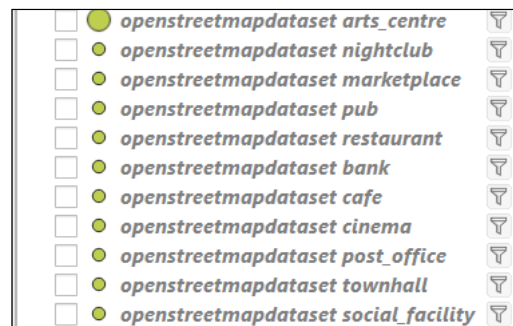 openstreetmapdataset arts_centre
openstreetmapdataset nightclub
openstreetmapdataset marketplace
openstreetmapdataset pub
openstreetmapdataset restaurant
openstreetmapdataset bank
openstreetmapdataset cafe
openstreetmapdataset cinema
openstreetmapdataset post_office
openstreetmapdataset townhall
openstreetmapdataset social_facility